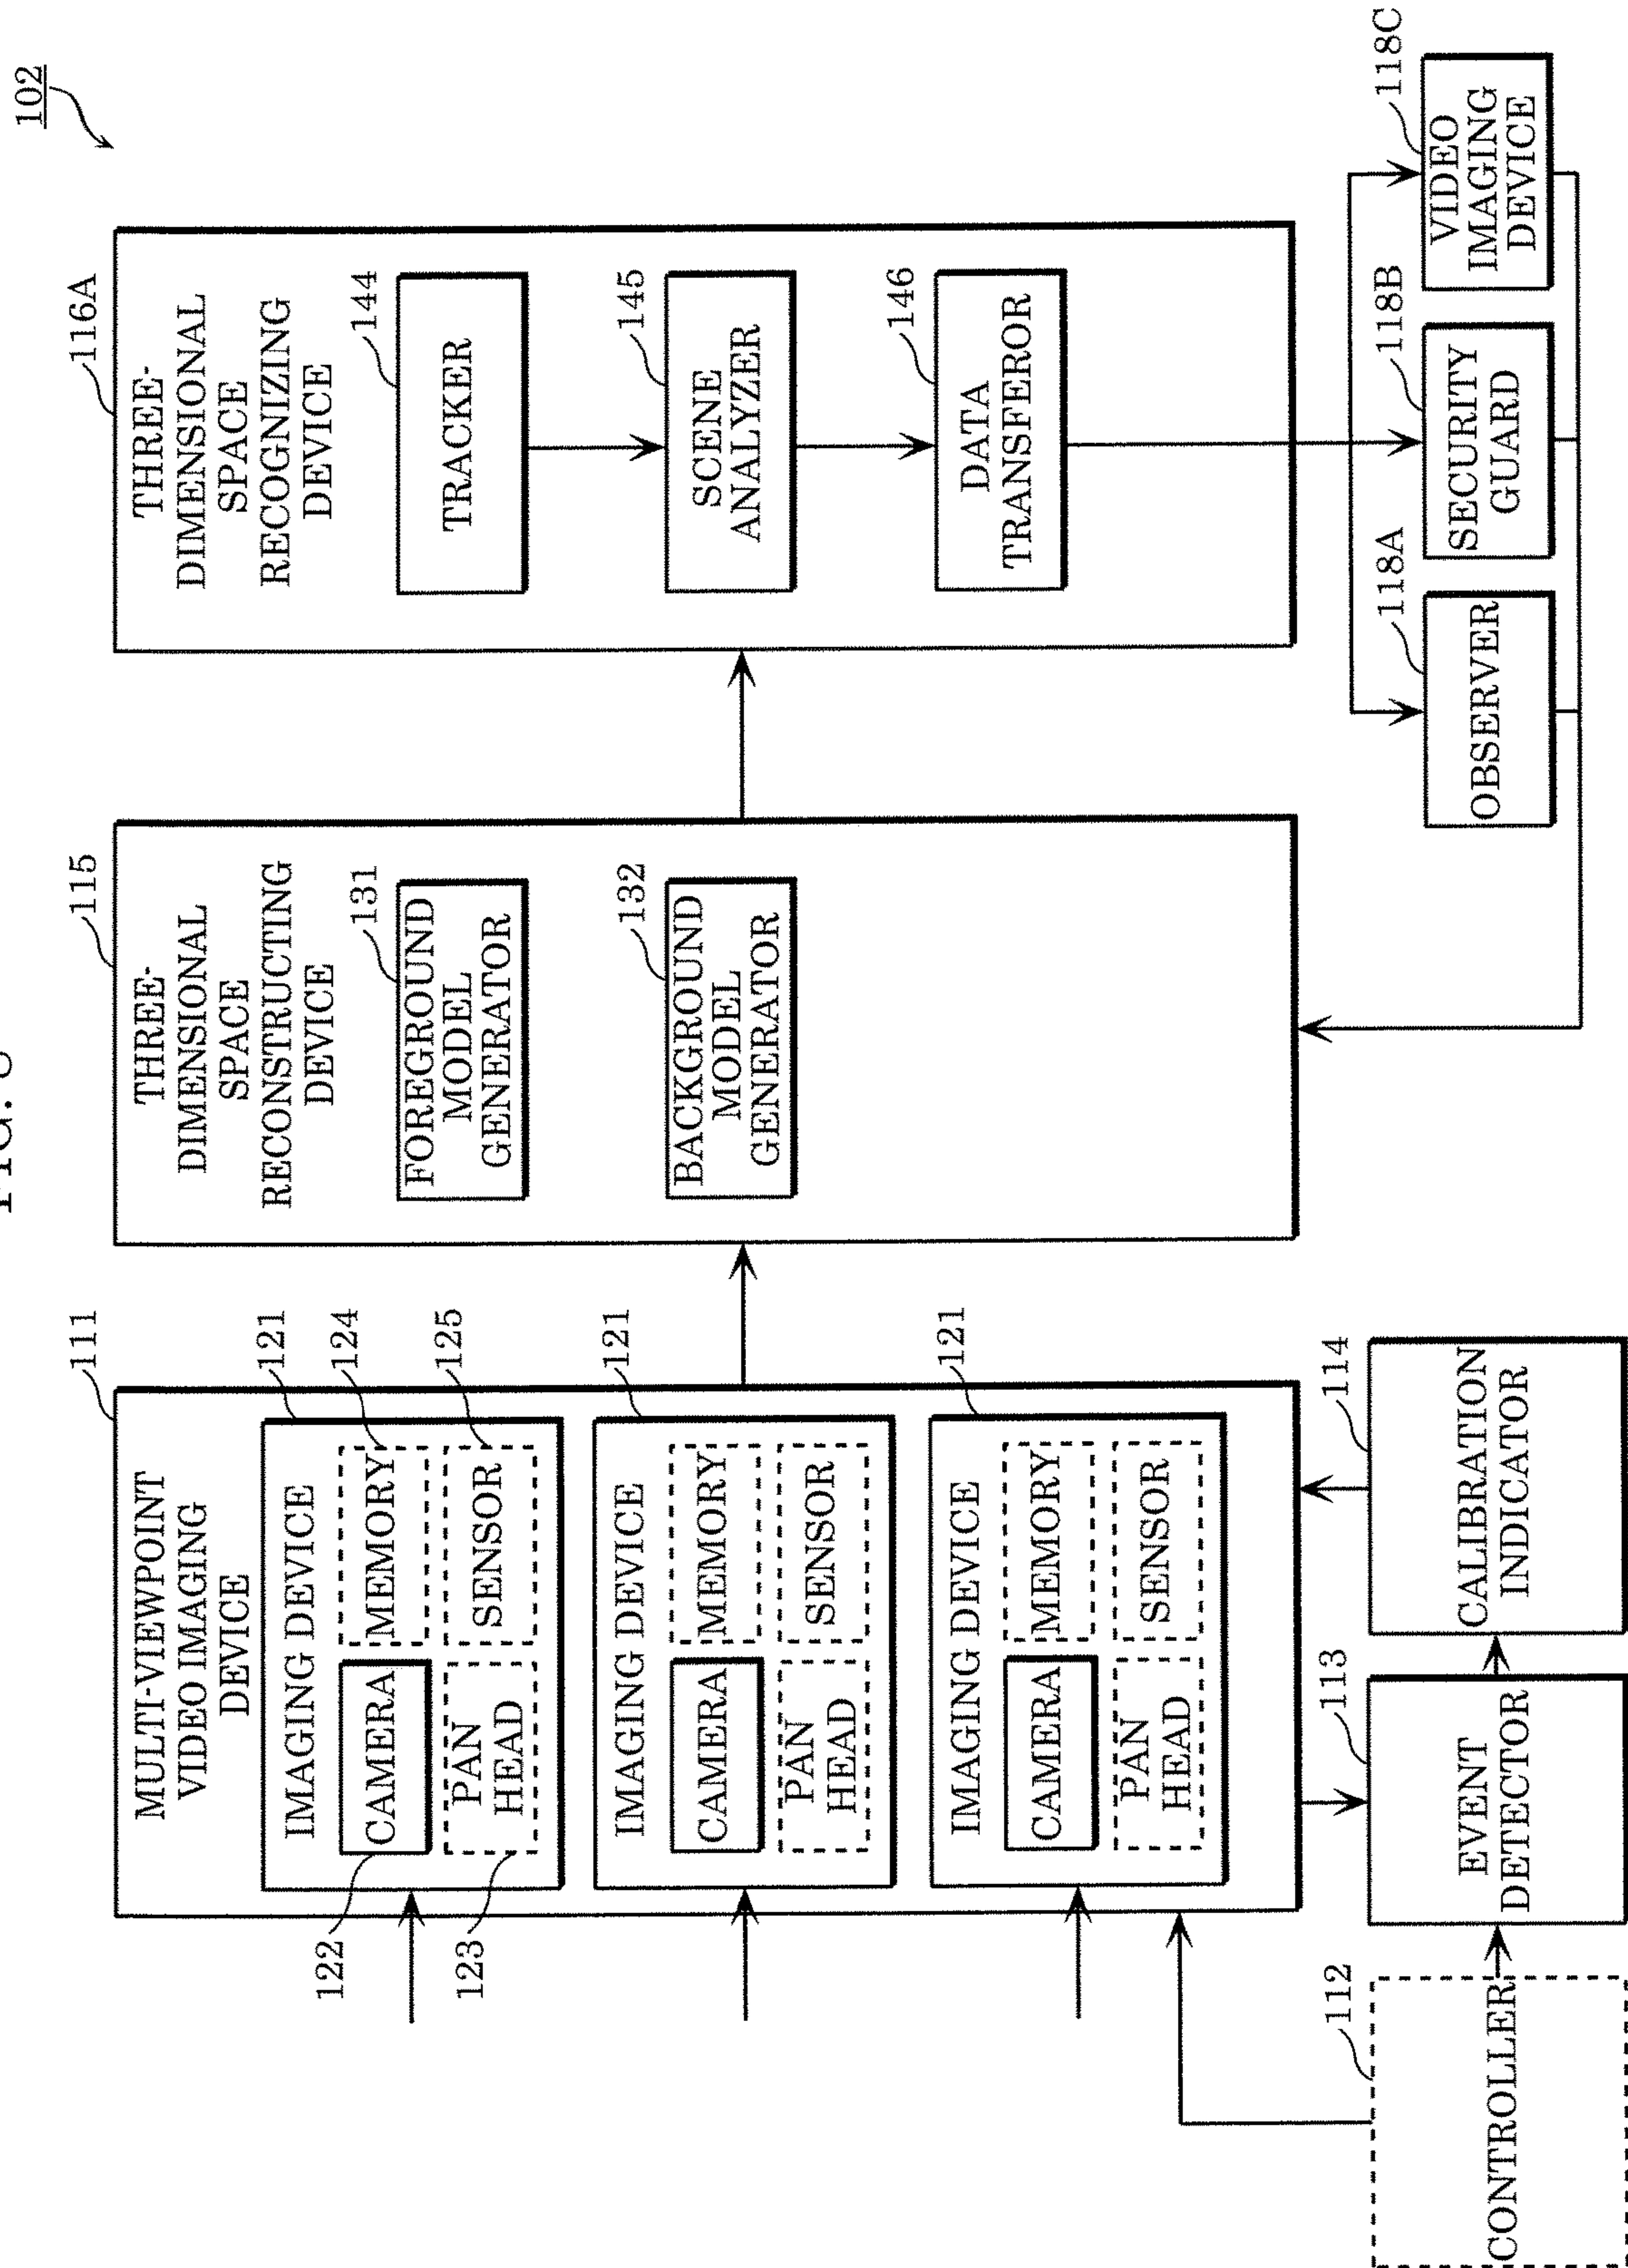 102
111
MULTI-VIEWPOINT
VIDEO IMAGING
DEVICE
121
IMAGING DEVICE
122
CAMERA
124
MEMORY
123
PAN
HEAD
125
SENSOR
121
IMAGING DEVICE
CAMERA
MEMORY
PAN
HEAD
SENSOR
121
IMAGING DEVICE
CAMERA
MEMORY
PAN
HEAD
SENSOR
112
CONTROLLER
113
EVENT
DETECTOR
114
CALIBRATION
INDICATOR
115
THREE-
DIMENSIONAL
SPACE
RECONSTRUCTING
DEVICE
131
FOREGROUND
MODEL
GENERATOR
132
BACKGROUND
MODEL
GENERATOR
116A
THREE-
DIMENSIONAL
SPACE
RECOGNIZING
DEVICE
144
TRACKER
145
SCENE
ANALYZER
146
DATA
TRANSFEROR
118A
OBSERVER
118B
SECURITY
GUARD
118C
VIDEO
IMAGING
DEVICE